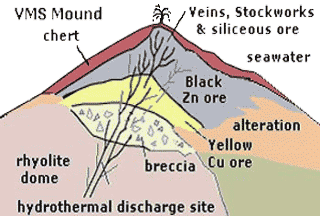 VMS Mound
Veins, Stockworks
& siliceous ore
chert
seawater
Black
Zn ore
alteration
Yellow
Cu ore
rhyolite
dome
breccia
hydrothermal discharge site